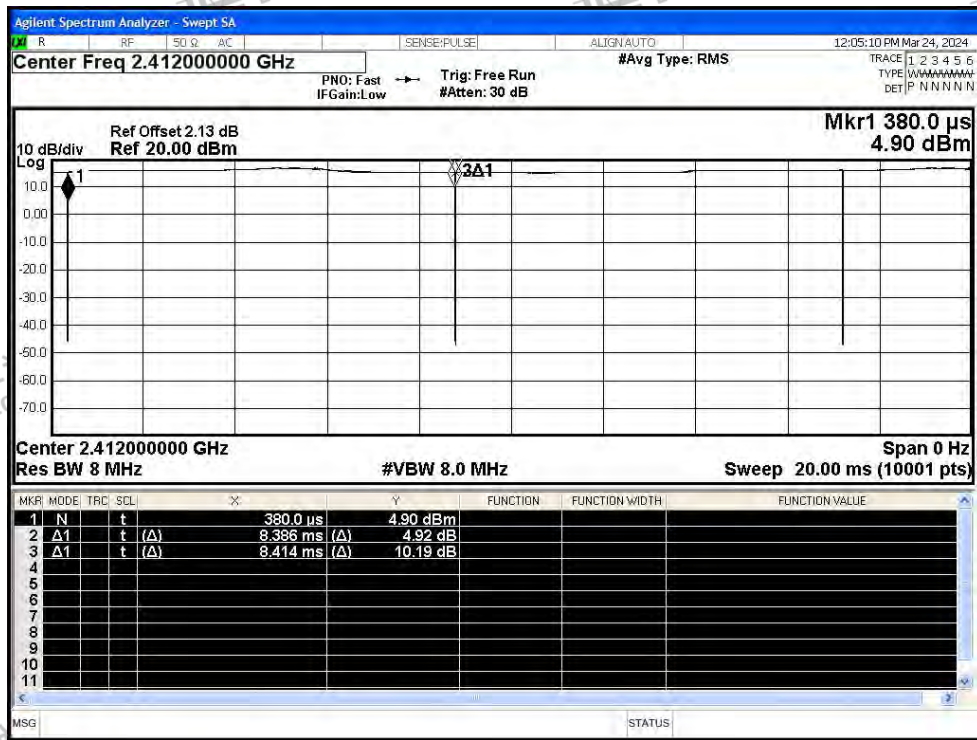 Agilent Spectrum Analyzer - Swept SA
LXI R RF 50 Ω AC SENSE:PULSE ALIGN AUTO 12:05:10 PM Mar 24, 2024
Center Freq 2.412000000 GHz
#Avg Type: RMS
TRACE 1 2 3 4 5 6
PNO: Fast
Trig: Free Run
TYPE WWWWWW
IFGain:Low
#Atten: 30 dB
DET P N N N N N
Mkr1 380.0 µs
Ref Offset 2.13 dB
4.90 dBm
10 dB/div
Ref 20.00 dBm
Log
1
3Δ1
10.0
0.00
-10.0
-20.0
-30.0
-40.0
-50.0
-60.0
-70.0
Center 2.412000000 GHz
Span 0 Hz
Res BW 8 MHz
#VBW 8.0 MHz
Sweep 20.00 ms (10001 pts)
MKR MODE TRC SCL X Y FUNCTION FUNCTION WIDTH FUNCTION VALUE
1 N t 380.0 µs 4.90 dBm
2 Δ1 t (Δ) 8.386 ms (Δ) 4.92 dB
3 Δ1 t (Δ) 8.414 ms (Δ) 10.19 dB
4
5
6
7
8
9
10
11
MSG
STATUS